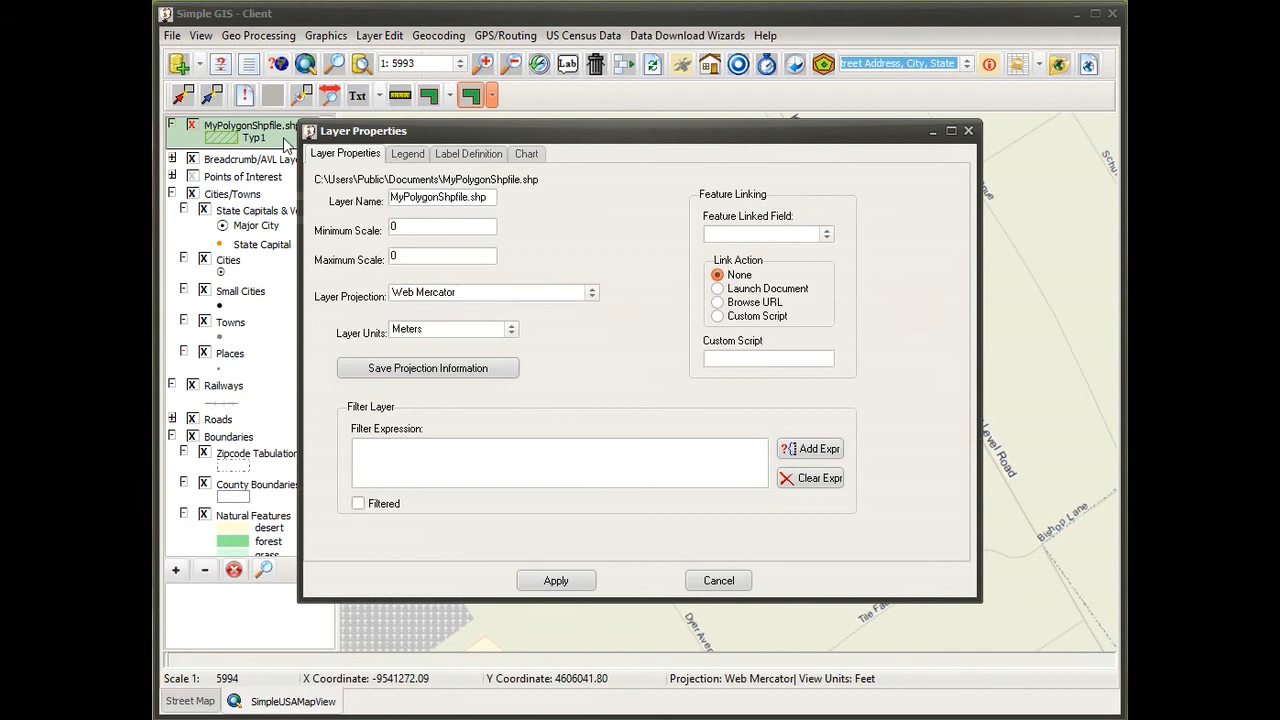 Simple GIS - Client
File View Geo Processing Graphics Layer Edit Geocoding GPS/Routing US Census Data Data Download Wizards Help
1: 5993
Lab
treet Address, City, State
Txt
MyPolygonShpfile.sh
Typ1
Breadcrumb/AVL Laye
Points of Interest
Cities/Towns
State Capitals & V
Major City
State Capital
Cities
Small Cities
Towns
Places
Railways
Roads
Boundaries
Zipcode Tabulation
County Boundaries
Natural Features
desert
forest
grass
Layer Properties
Layer Properties Legend Label Definition Chart
C:\Users\Public\Documents\MyPolygonShpfile.shp
Layer Name: MyPolygonShpfile.shp
Minimum Scale: 0
Maximum Scale: 0
Layer Projection: Web Mercator
Layer Units: Meters
Save Projection Information
Feature Linking
Feature Linked Field:
Link Action
None
Launch Document
Browse URL
Custom Script
Custom Script
Filter Layer
Filter Expression:
Add Expr
Clear Expr
Filtered
Apply Cancel
Level Road
Bishop Lane
Dyer Aven
Scale 1: 5994 X Coordinate: -9541272.09 Y Coordinate: 4606041.80 Projection: Web Mercator| View Units: Feet
Street Map SimpleUSAMapView